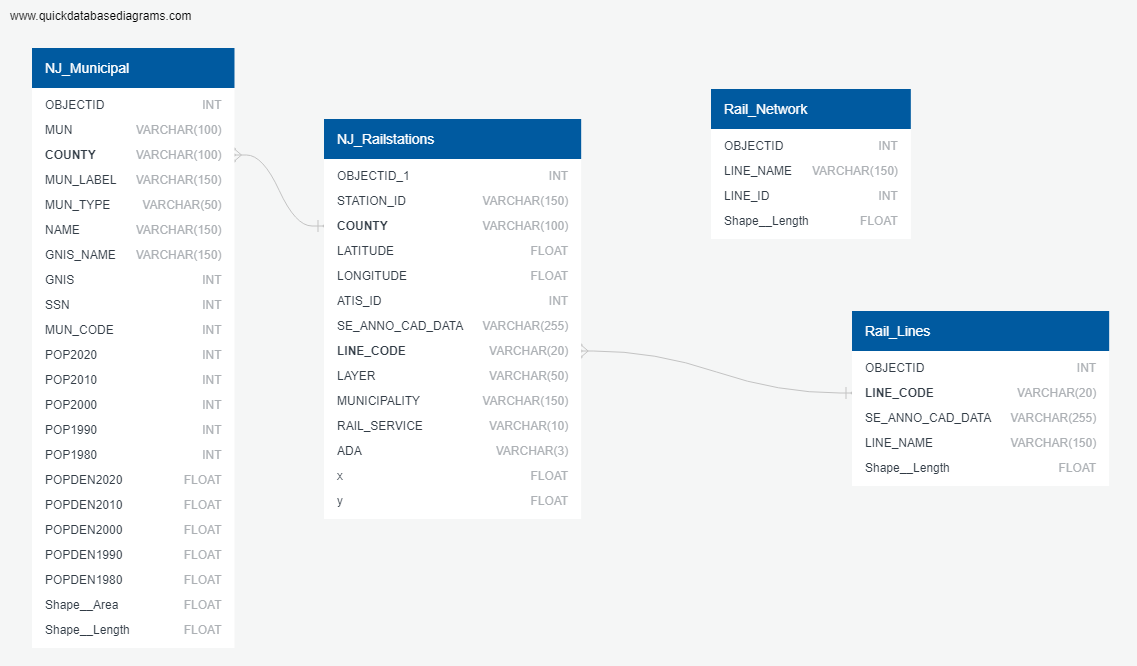 www.quickdatabasediagrams.com
NJ_Municipal
OBJECTID INT
MUN VARCHAR(100)
COUNTY VARCHAR(100)
MUN_LABEL VARCHAR(150)
MUN_TYPE VARCHAR(50)
NAME VARCHAR(150)
GNIS_NAME VARCHAR(150)
GNIS INT
SSN INT
MUN_CODE INT
POP2020 INT
POP2010 INT
POP2000 INT
POP1990 INT
POP1980 INT
POPDEN2020 FLOAT
POPDEN2010 FLOAT
POPDEN2000 FLOAT
POPDEN1990 FLOAT
POPDEN1980 FLOAT
Shape__Area FLOAT
Shape__Length FLOAT
NJ_Railstations
OBJECTID_1 INT
STATION_ID VARCHAR(150)
COUNTY VARCHAR(100)
LATITUDE FLOAT
LONGITUDE FLOAT
ATIS_ID INT
SE_ANNO_CAD_DATA VARCHAR(255)
LINE_CODE VARCHAR(20)
LAYER VARCHAR(50)
MUNICIPALITY VARCHAR(150)
RAIL_SERVICE VARCHAR(10)
ADA VARCHAR(3)
x FLOAT
y FLOAT
Rail_Network
OBJECTID INT
LINE_NAME VARCHAR(150)
LINE_ID INT
Shape__Length FLOAT
Rail_Lines
OBJECTID INT
LINE_CODE VARCHAR(20)
SE_ANNO_CAD_DATA VARCHAR(255)
LINE_NAME VARCHAR(150)
Shape__Length FLOAT